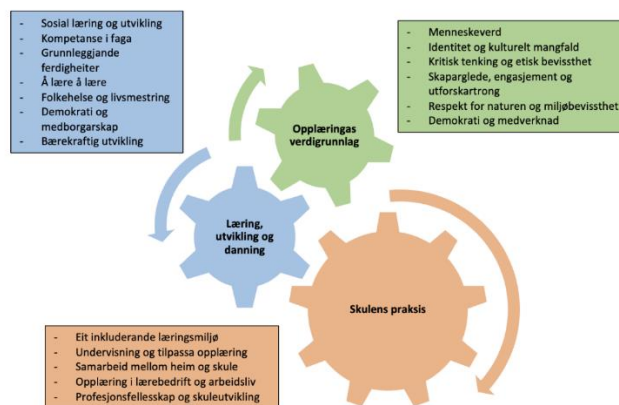 - Sosial læring og utvikling
- Kompetanse i faga
- Grunnleggjande
ferdigheiter
- Å lære å lære
- Folkehelse og livsmestring
- Demokrati og
medborgarskap
- Bærekraftig utvikling
- Menneskeverd
- Identitet og kulturelt mangfald
- Kritisk tenking og etisk bevissthet
- Skaparglede, engasjement og
utforskartrong
- Respekt for naturen og miljøbevissthet
- Demokrati og medverknad
Opplæringas
verdigrunnlag
Læring,
utvikling og
danning
Skulens praksis
- Eit inkluderande læringsmiljø
- Undervisning og tilpassa opplæring
- Samarbeid mellom heim og skule
- Opplæring i lærebedrift og arbeidsliv
- Profesjonsfellesskap og skuleutvikling